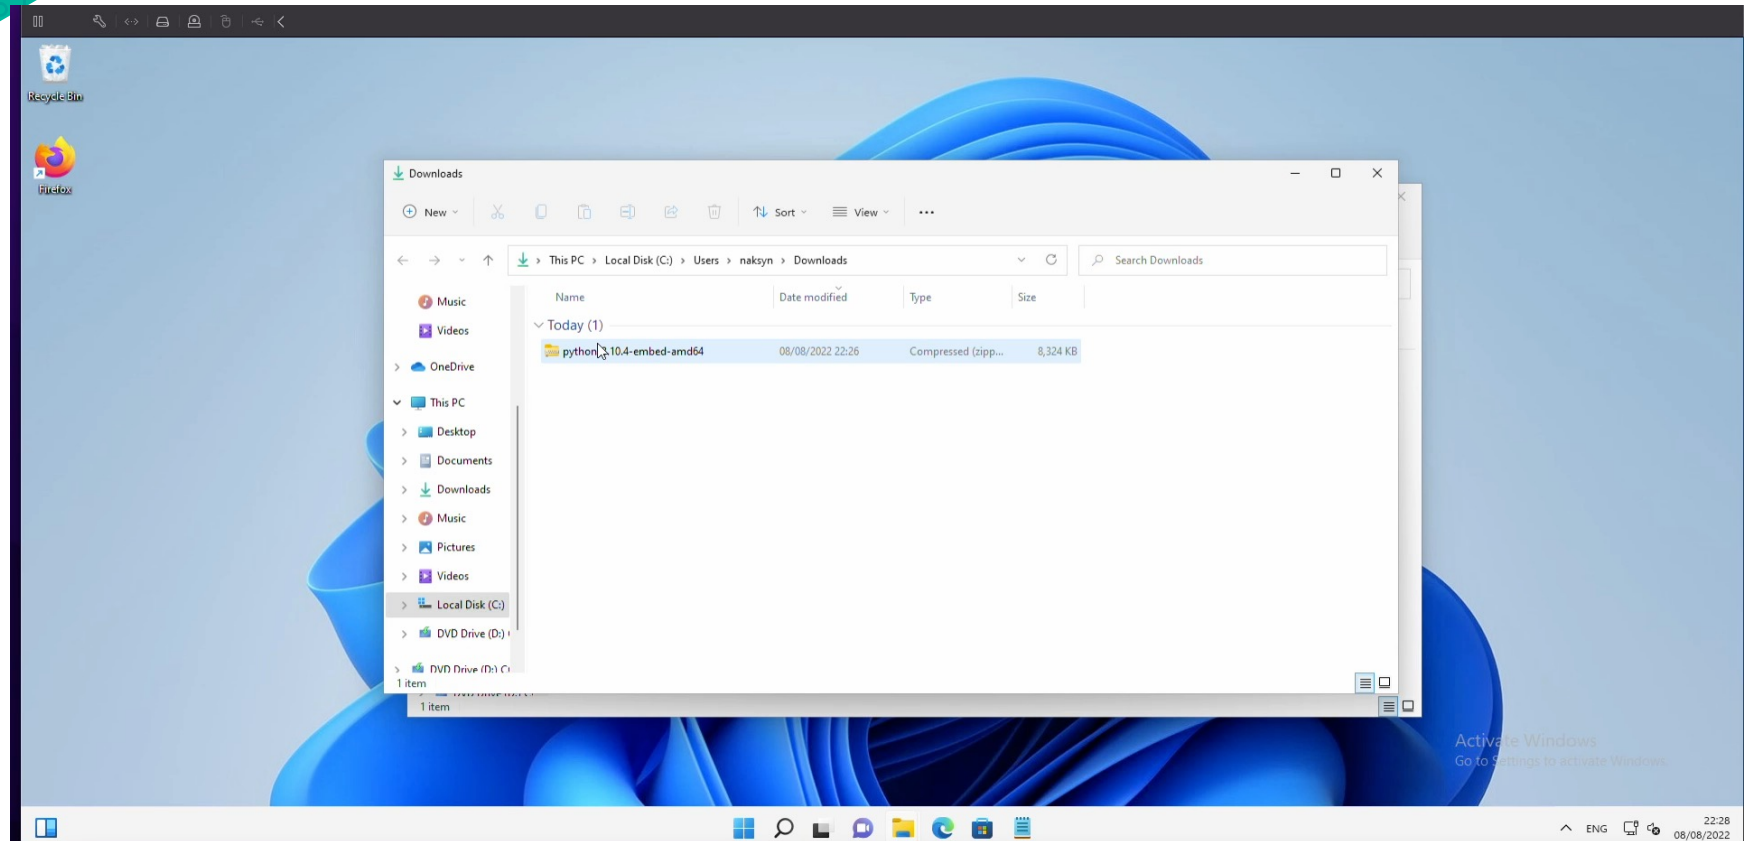 Recycle Bin
Firefox
Downloads
New
Sort
View
This PC > Local Disk (C:) > Users > naksyn > Downloads
Search Downloads
Name Date modified Type Size
Today (1)
python-3.10.4-embed-amd64 08/08/2022 22:26 Compressed (zipp... 8,324 KB
Music
Videos
OneDrive
This PC
Desktop
Documents
Downloads
Music
Pictures
Videos
Local Disk (C:)
DVD Drive (D:)
DVD Drive (D:) C
1 item
1 item
Activate Windows
Go to Settings to activate Windows.
ENG
22:28
08/08/2022